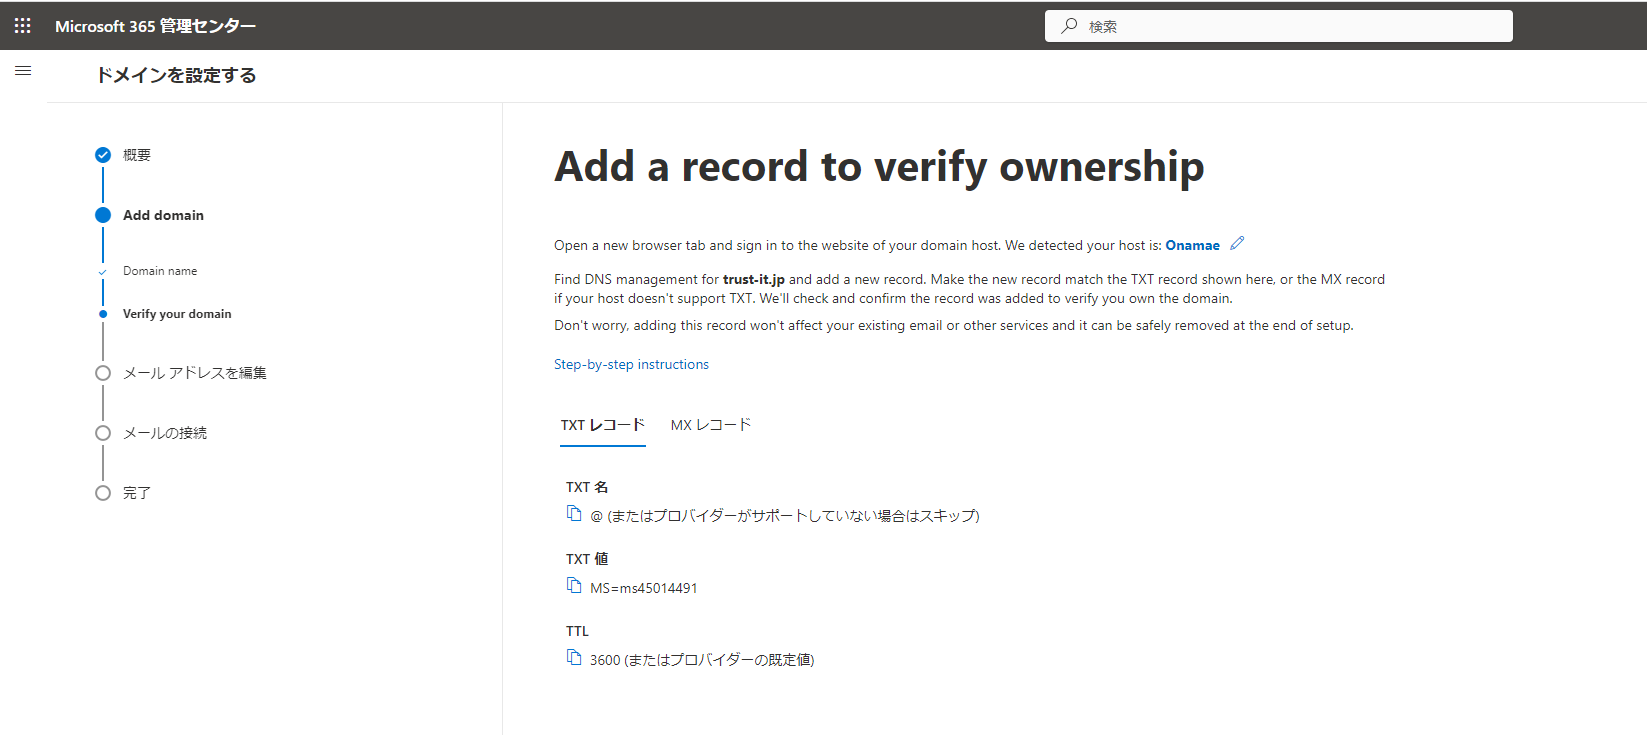 Microsoft 365 管理センター
検索
ドメインを設定する
概要
Add domain
Domain name
Verify your domain
メール アドレスを編集
メールの接続
完了
Add a record to verify ownership
Open a new browser tab and sign in to the website of your domain host. We detected your host is: Onamae
Find DNS management for trust-it.jp and add a new record. Make the new record match the TXT record shown here, or the MX record
if your host doesn't support TXT. We'll check and confirm the record was added to verify you own the domain.
Don't worry, adding this record won't affect your existing email or other services and it can be safely removed at the end of setup.
Step-by-step instructions
TXT レコード MX レコード
TXT 名
@ (またはプロバイダーがサポートしていない場合はスキップ)
TXT 値
MS=ms45014491
TTL
3600 (またはプロバイダーの既定値)